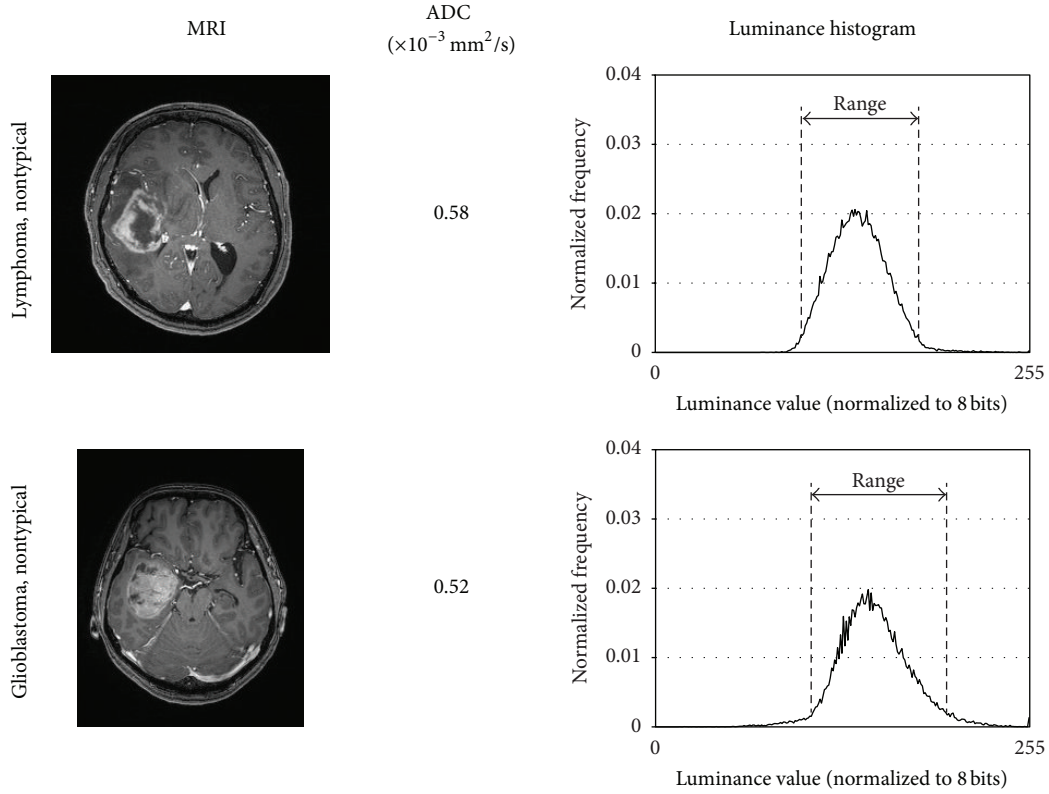 MRI
ADC
(×10⁻³ mm²/s)
Luminance histogram
Lymphoma, nontypical
0.58
Normalized frequency
0.04
0.03
0.02
0.01
0
Range
0
255
Luminance value (normalized to 8 bits)
Glioblastoma, nontypical
0.52
Normalized frequency
0.04
0.03
0.02
0.01
0
Range
0
255
Luminance value (normalized to 8 bits)